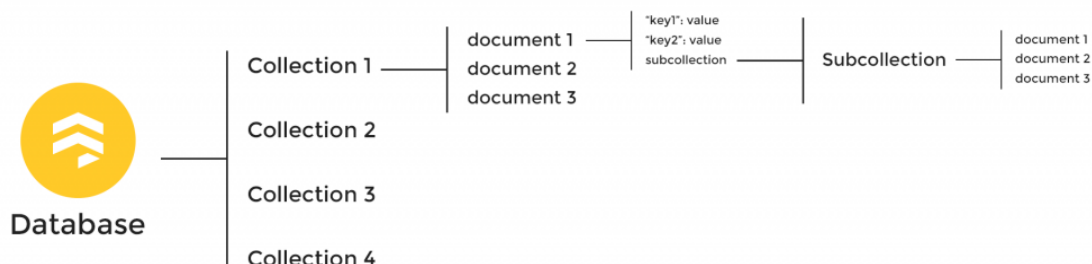 Database
Collection 1
Collection 2
Collection 3
Collection 4
document 1
document 2
document 3
"key1": value
"key2": value
subcollection
Subcollection
document 1
document 2
document 3